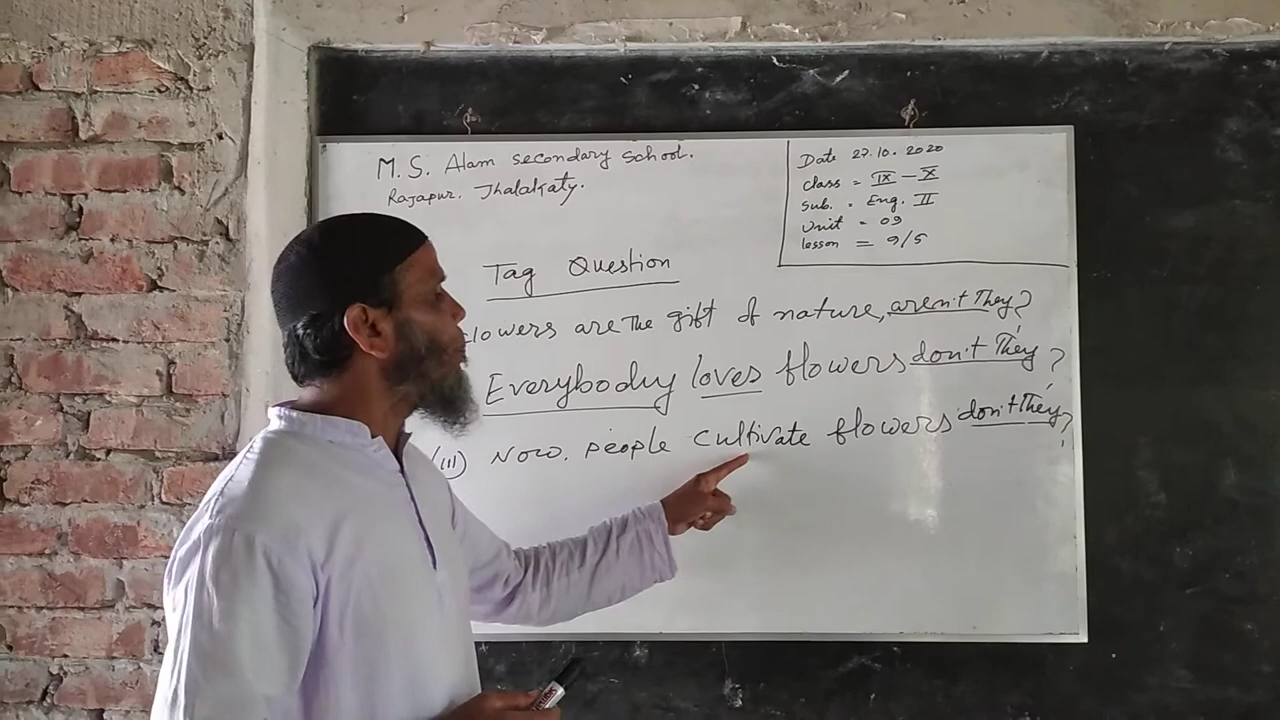 M. S. Alam secondary school.
Rajapur. Jhalakaty.
Date 27.10.2020
class = IX - X
sub. = Eng. II
Unit = 09
lesson = 9/5
Tag Question
flowers are the gift of nature, aren't they?
Everybody loves flowers don't they?
(III) Now. people cultivate flowers don't they?